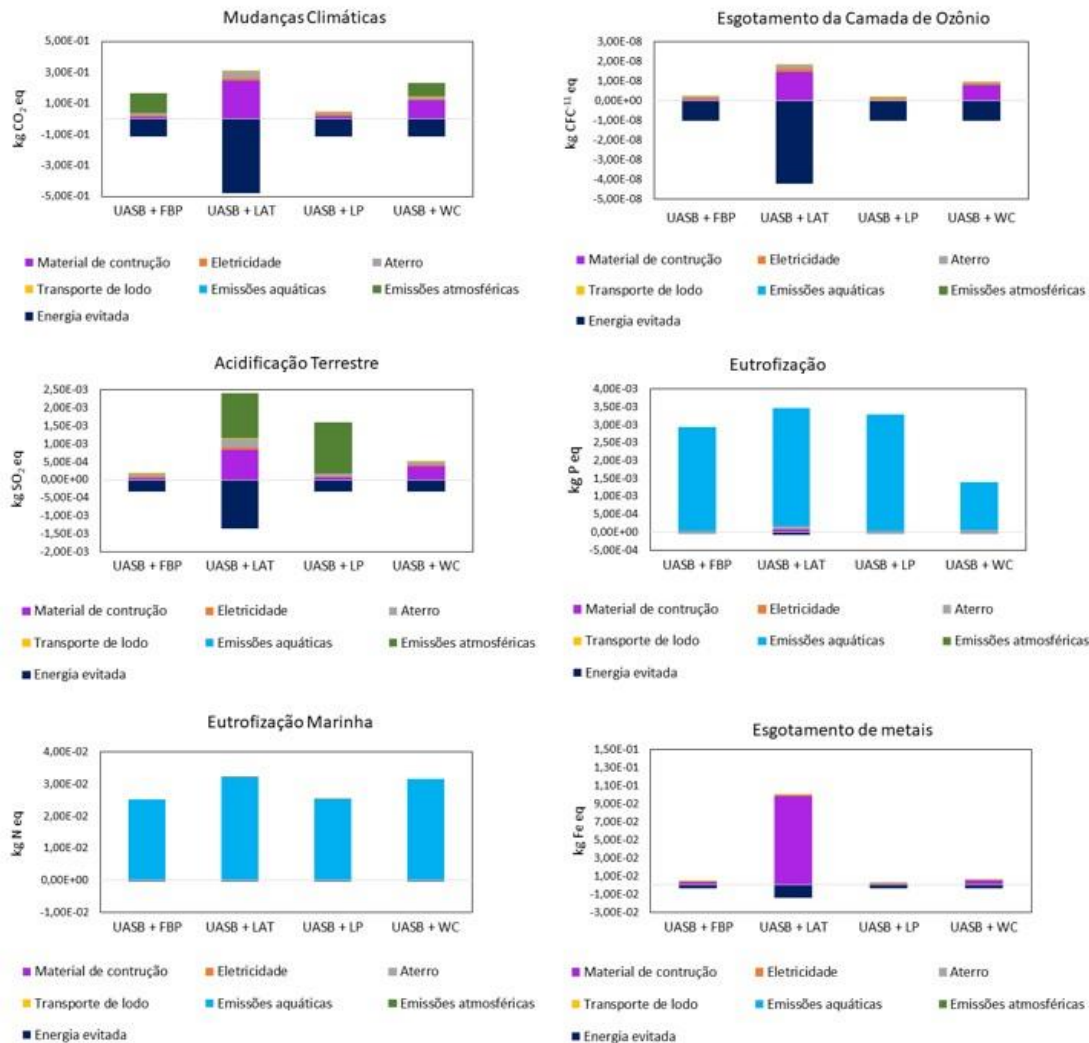 Mudanças Climáticas
kg CO₂ eq
5,00E-01
3,00E-01
1,00E-01
-1,00E-01
-3,00E-01
-5,00E-01
UASB + FBP UASB + LAT UASB + LP UASB + WC
Material de contrução Eletricidade Aterro
Transporte de lodo Emissões aquáticas Emissões atmosféricas
Energia evitada
Esgotamento da Camada de Ozônio
kg CFC⁻¹¹ eq
3,00E-08
2,00E-08
1,00E-08
0,00E+00
-1,00E-08
-2,00E-08
-3,00E-08
-4,00E-08
-5,00E-08
UASB + FBP UASB + LAT UASB + LP UASB + WC
Material de contrução Eletricidade Aterro
Transporte de lodo Emissões aquáticas Emissões atmosféricas
Energia evitada
Acidificação Terrestre
kg SO₂ eq
2,50E-03
2,00E-03
1,50E-03
1,00E-03
5,00E-04
0,00E+00
-5,00E-04
-1,00E-03
-1,50E-03
-2,00E-03
UASB + FBP UASB + LAT UASB + LP UASB + WC
Material de contrução Eletricidade Aterro
Transporte de lodo Emissões aquáticas Emissões atmosféricas
Energia evitada
Eutrofização
kg P eq
4,00E-03
3,50E-03
3,00E-03
2,50E-03
2,00E-03
1,50E-03
1,00E-03
5,00E-04
0,00E+00
-5,00E-04
UASB + FBP UASB + LAT UASB + LP UASB + WC
Material de contrução Eletricidade Aterro
Transporte de lodo Emissões aquáticas Emissões atmosféricas
Energia evitada
Eutrofização Marinha
kg N eq
4,00E-02
3,00E-02
2,00E-02
1,00E-02
0,00E+00
-1,00E-02
UASB + FBP UASB + LAT UASB + LP UASB + WC
Material de contrução Eletricidade Aterro
Transporte de lodo Emissões aquáticas Emissões atmosféricas
Energia evitada
Esgotamento de metais
kg Fe eq
1,50E-01
1,30E-01
1,10E-01
9,00E-02
7,00E-02
5,00E-02
3,00E-02
1,00E-02
-1,00E-02
-3,00E-02
UASB + FBP UASB + LAT UASB + LP UASB + WC
Material de contrução Eletricidade Aterro
Transporte de lodo Emissões aquáticas Emissões atmosféricas
Energia evitada